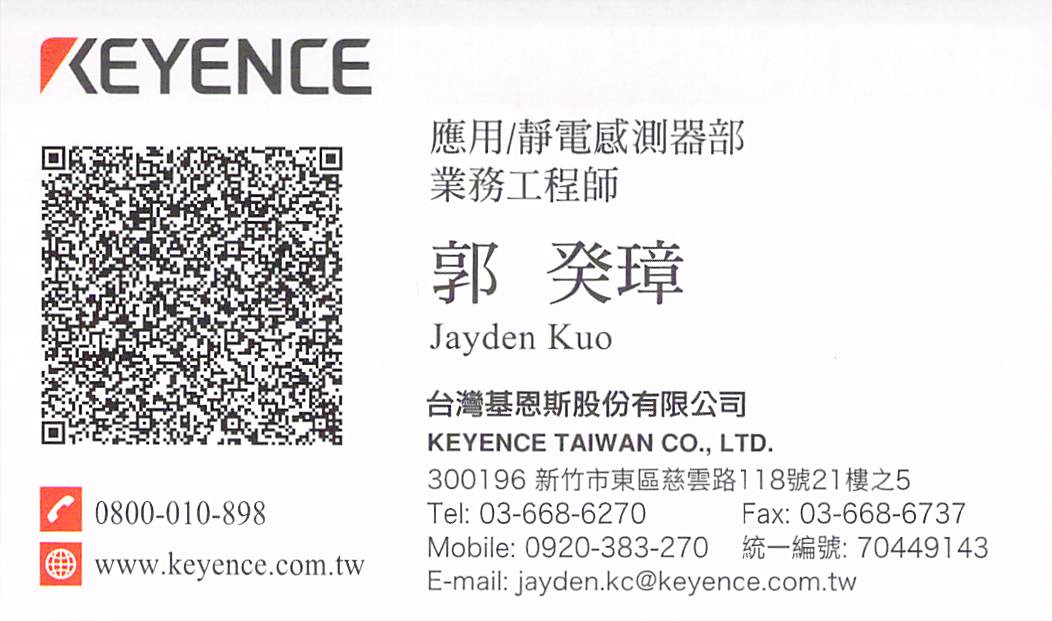 KEYENCE
應用/靜電感測器部
業務工程師
郭 癸璋
Jayden Kuo
台灣基恩斯股份有限公司
KEYENCE TAIWAN CO., LTD.
300196 新竹市東區慈雲路118號21樓之5
Tel: 03-668-6270 Fax: 03-668-6737
Mobile: 0920-383-270 統一編號: 70449143
E-mail: jayden.kc@keyence.com.tw
0800-010-898
www.keyence.com.tw